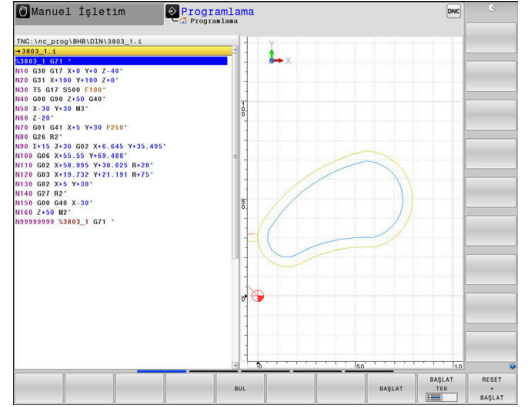 Manuel İşletim
Programlama
Programlama
DNC
TNC:\nc_prog\BHB\DIN\3803_1.i
→3803_1.i
%3803_1 G71 *
N10 G30 G17 X+0 Y+0 Z-40*
N20 G31 X+100 Y+100 Z+0*
N30 T5 G17 S500 F100*
N40 G00 G90 Z+50 G40*
N50 X-30 Y+30 M3*
N60 Z-20*
N70 G01 G41 X+5 Y+30 F250*
N80 G26 R2*
N90 I+15 J+30 G02 X+6.645 Y+35.495*
N100 G06 X+55.55 Y+69.488*
N110 G02 X+58.995 Y+30.025 R+20*
N120 G03 X+19.732 Y+21.191 R+75*
N130 G02 X+5 Y+30*
N140 G27 R2*
N150 G00 G40 X-30*
N160 Z+50 M2*
N99999999 %3803_1 G71 *
Y
X
100
50
0
0
50
10
BUL
BAŞLAT
BAŞLAT
TEK
RESET
+
BAŞLAT